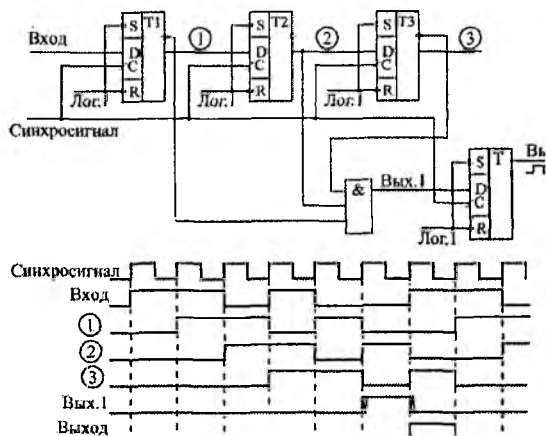 S T1 S T2 S T3
Вход D ① D ② D ③
C C C
R R R
Лог.1 Лог.1 Лог.1
Синхросигнал
S T Вы
& Вых.1 D
C
Лог.1 R
Синхросигнал
Вход
①
②
③
Вых.1
Выход